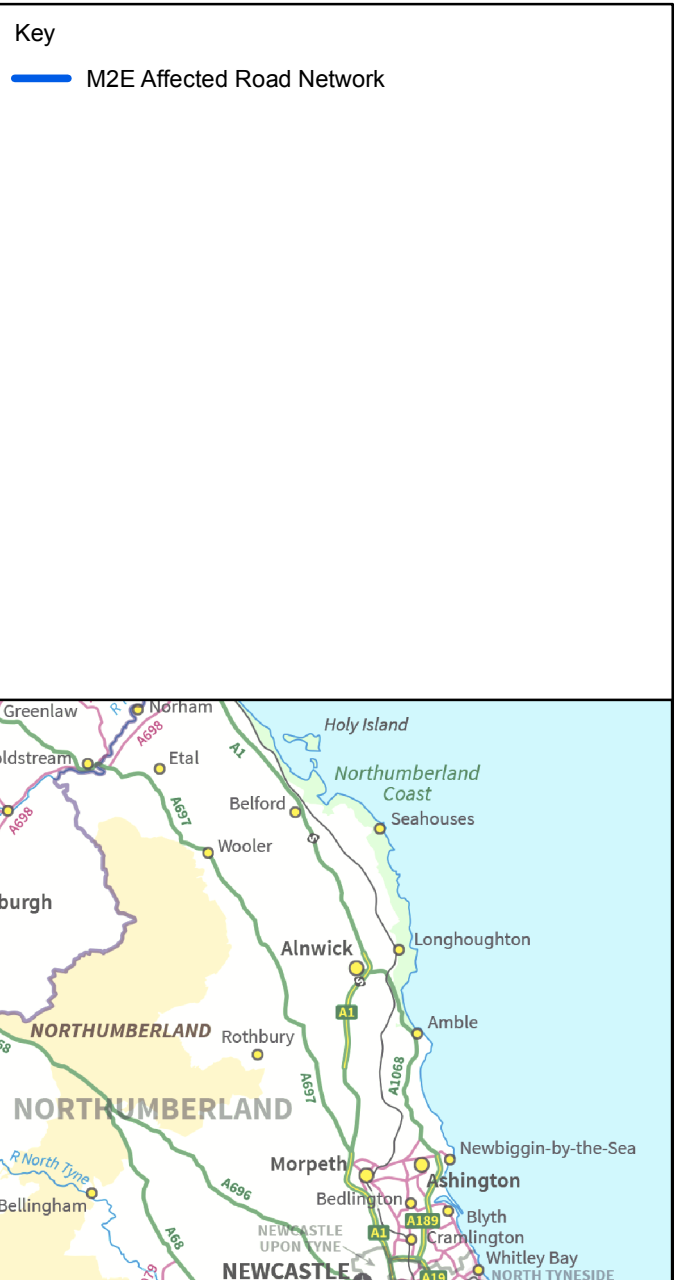 Key
M2E Affected Road Network
Greenlaw
Norham
A698
Holy Island
A1
Etal
Northumberland
Coast
A697
A698
Belford
S
Seahouses
Wooler
Longhoughton
Alnwick
S
A1
Amble
NORTHUMBERLAND
Rothbury
A697
A1068
NORTHUMBERLAND
R North Tyne
Newbiggin-by-the-Sea
Morpeth
Ashington
A696
Bellingham
Bedlington
Blyth
A189
A68
NEWCASTLE
UPON TYNE
A1
Cramlington
Whitley Bay
NEWCASTLE
A19
NORTH TYNESIDE